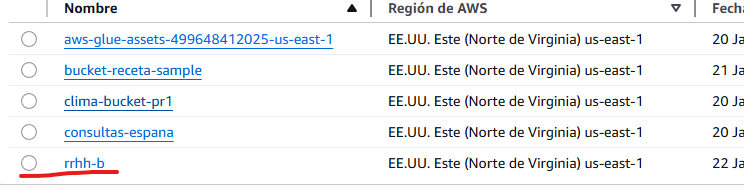 Nombre Región de AWS Fecha
aws-glue-assets-499648412025-us-east-1 EE.UU. Este (Norte de Virginia) us-east-1 20 Ja
bucket-receta-sample EE.UU. Este (Norte de Virginia) us-east-1 21 Ja
clima-bucket-pr1 EE.UU. Este (Norte de Virginia) us-east-1 20 Ja
consultas-espana EE.UU. Este (Norte de Virginia) us-east-1 20 Ja
rrhh-b EE.UU. Este (Norte de Virginia) us-east-1 22 Ja